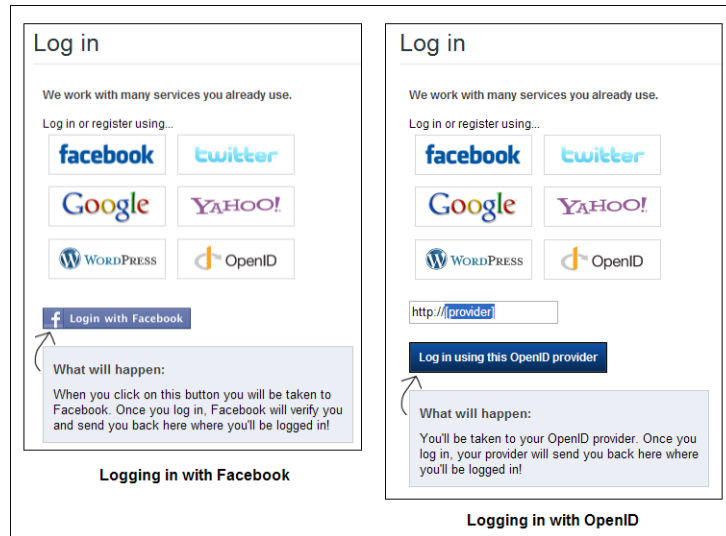 Log in
We work with many services you already use.
Log in or register using...
facebook
twitter
Google
YAHOO!
WORDPRESS
OpenID
f Login with Facebook
What will happen:
When you click on this button you will be taken to
Facebook. Once you log in, Facebook will verify you
and send you back here where you'll be logged in!
Logging in with Facebook
Log in
We work with many services you already use.
Log in or register using...
facebook
twitter
Google
YAHOO!
WORDPRESS
OpenID
http://[provider]
Log in using this OpenID provider
What will happen:
You'll be taken to your OpenID provider. Once you
log in, your provider will send you back here where
you'll be logged in!
Logging in with OpenID